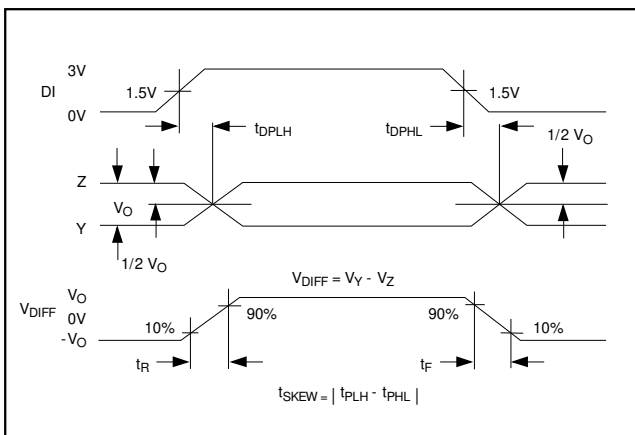 3V
DI
1.5V
1.5V
0V
tDPLH
tDPHL
1/2 VO
Z
VO
Y
1/2 VO
VDIFF = VY - VZ
VO
VDIFF
0V
90%
90%
10%
10%
-VO
tR
tF
tSKEW = | tPLH - tPHL |